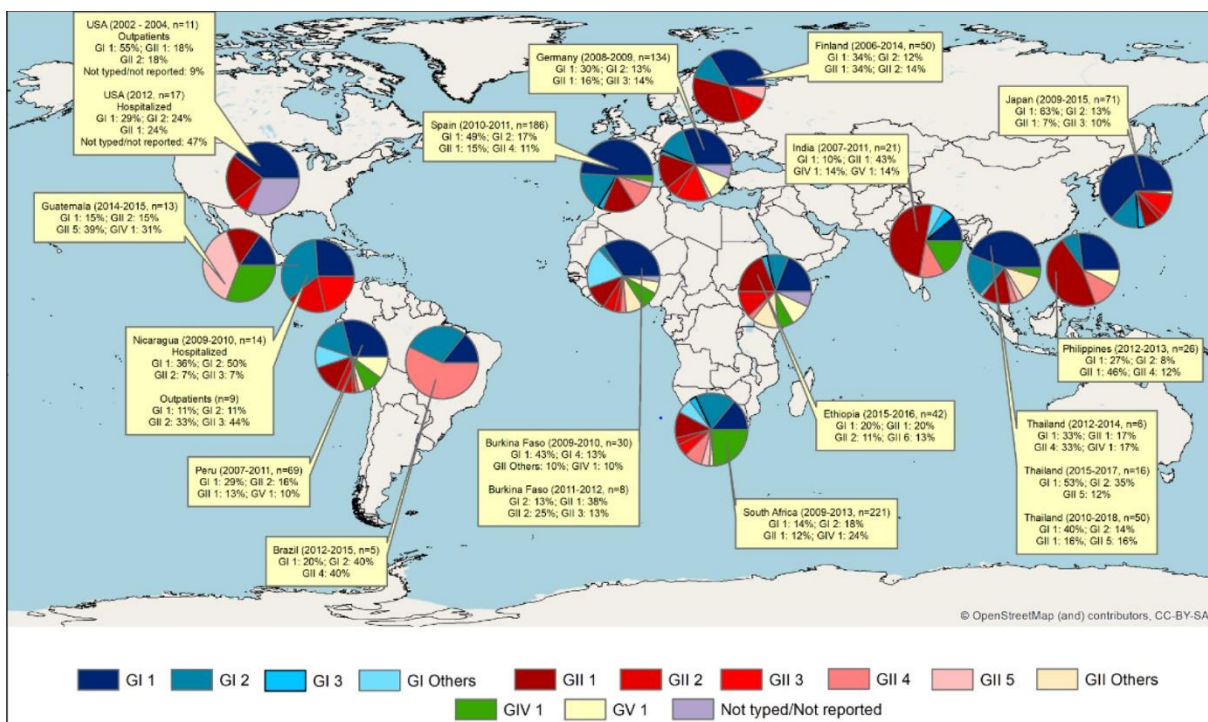 USA (2002 - 2004, n=11)
Outpatients
GI 1: 55%; GII 1: 18%
GII 2: 18%
Not typed/not reported: 9%
USA (2012, n=17)
Hospitalized
GI 1: 29%; GI 2: 24%
GII 1: 24%
Not typed/not reported: 47%
Germany (2008-2009, n=134)
GI 1: 30%; GI 2: 13%
GII 1: 16%; GII 3: 14%
Finland (2006-2014, n=50)
GI 1: 34%; GI 2: 12%
GII 1: 34%; GII 2: 14%
Spain (2010-2011, n=186)
GI 1: 49%; GI 2: 17%
GII 1: 15%; GII 4: 11%
India (2007-2011, n=21)
GI 1: 10%; GII 1: 43%
GIV 1: 14%; GV 1: 14%
Japan (2009-2015, n=71)
GI 1: 63%; GI 2: 13%
GII 1: 7%; GII 3: 10%
Guatemala (2014-2015, n=13)
GI 1: 15%; GII 2: 15%
GII 5: 39%; GIV 1: 31%
Nicaragua (2009-2010, n=14)
Hospitalized
GI 1: 36%; GI 2: 50%
GII 2: 7%; GII 3: 7%
Outpatients (n=9)
GI 1: 11%; GI 2: 11%
GII 2: 33%; GII 3: 44%
Philippines (2012-2013, n=26)
GI 1: 27%; GI 2: 8%
GII 1: 46%; GII 4: 12%
Peru (2007-2011, n=69)
GI 1: 29%; GII 2: 16%
GII 1: 13%; GV 1: 10%
Burkina Faso (2009-2010, n=30)
GI 1: 43%; GI 4: 13%
GII Others: 10%; GIV 1: 10%
Burkina Faso (2011-2012, n=8)
GI 2: 13%; GII 1: 38%
GII 2: 25%; GII 3: 13%
Ethiopia (2015-2016, n=42)
GI 1: 20%; GII 1: 20%
GII 2: 11%; GII 6: 13%
Thailand (2012-2014, n=6)
GI 1: 33%; GII 1: 17%
GII 4: 33%; GIV 1: 17%
Thailand (2015-2017, n=16)
GI 1: 53%; GI 2: 35%
GII 5: 12%
Thailand (2010-2018, n=50)
GI 1: 40%; GI 2: 14%
GII 1: 16%; GII 5: 16%
South Africa (2009-2013, n=221)
GI 1: 14%; GI 2: 18%
GII 1: 12%; GIV 1: 24%
Brazil (2012-2015, n=5)
GI 1: 20%; GI 2: 40%
GII 4: 40%
© OpenStreetMap (and) contributors, CC-BY-SA
GI 1 GI 2 GI 3 GI Others GII 1 GII 2 GII 3 GII 4 GII 5 GII Others
GIV 1 GV 1 Not typed/Not reported